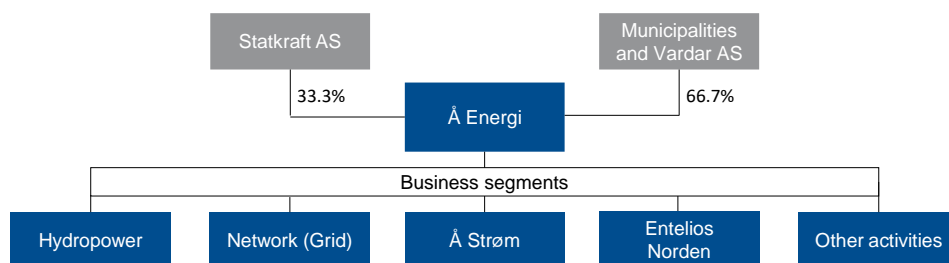 Statkraft AS
Municipalities
and Vardar AS
33.3%
66.7%
Å Energi
Business segments
Hydropower
Network (Grid)
Å Strøm
Entelios
Norden
Other activities